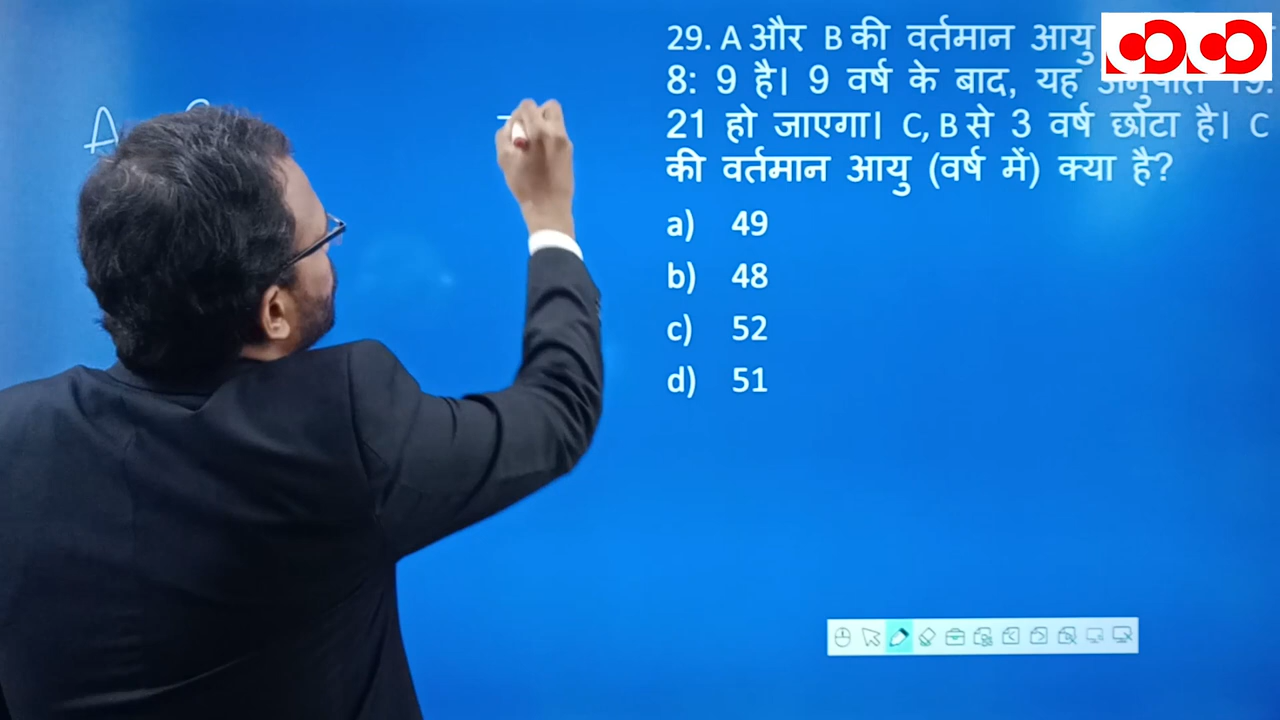 29. A और B की वर्तमान आयु
8: 9 है। 9 वर्ष के बाद, यह अनुपात 19:
21 हो जाएगा। C, B से 3 वर्ष छोटा है। C
की वर्तमान आयु (वर्ष में) क्या है?
a) 49
b) 48
c) 52
d) 51
A